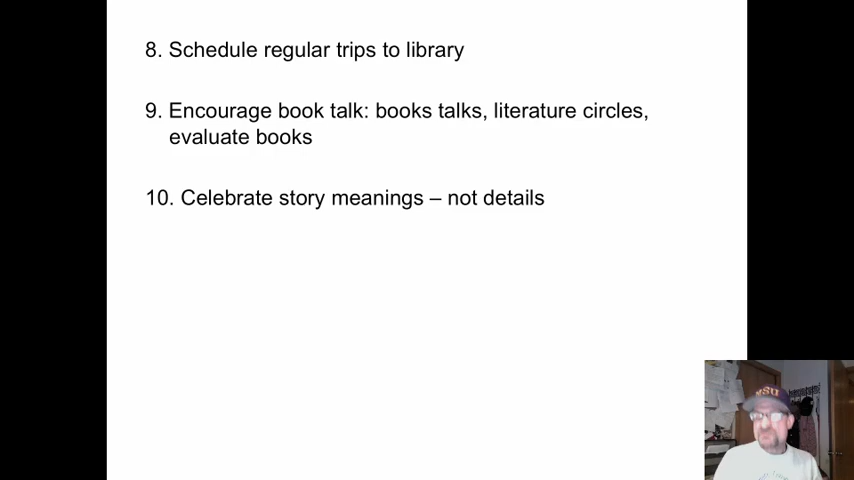 8. Schedule regular trips to library
9. Encourage book talk: books talks, literature circles,
evaluate books
10. Celebrate story meanings – not details